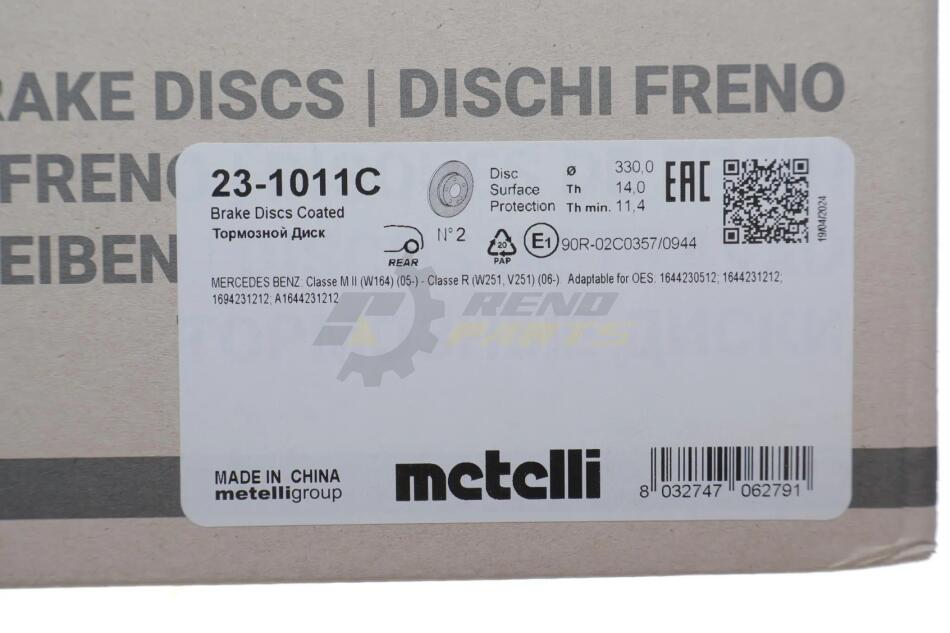 RAKE DISCS | DISCHI FRENO
FREN
EIBEN
23-1011C
Brake Discs Coated
Тормозной Диск
REAR
N° 2
Disc
Surface
Protection
Ø 330,0
Th 14,0
Th min. 11,4
EAC
20
PAP
E1 90R-02C0357/0944
19/04/2024
MERCEDES BENZ: Classe M II (W164) (05-) - Classe R (W251, V251) (06-). Adaptable for OES: 1644230512; 1644231212;
1694231212; A1644231212
RENO
PARTS
MADE IN CHINA
metelligroup
metelli
8 032747 062791